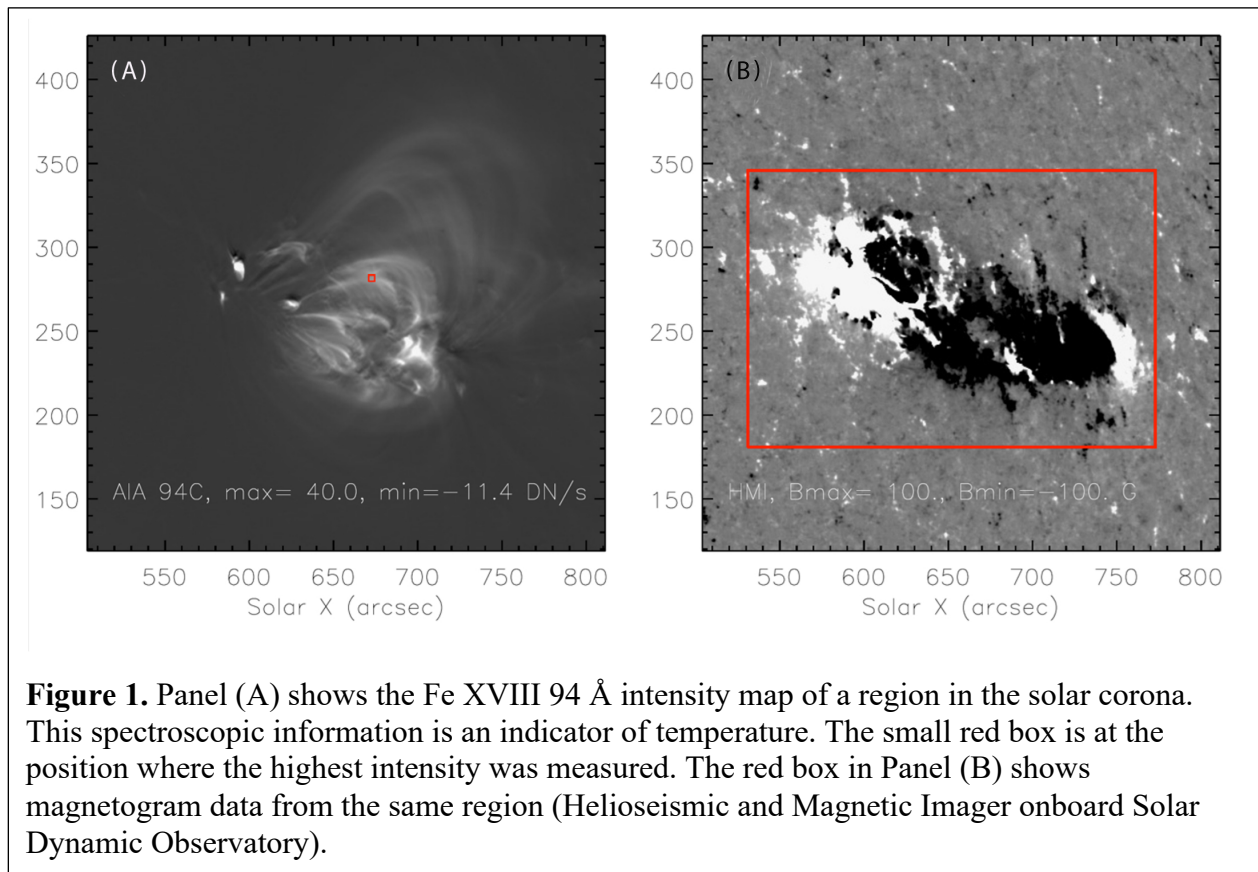 (A)
400
350
300
250
200
150
AIA 94C, max= 40.0, min=-11.4 DN/s
550 600 650 700 750 800
Solar X (arcsec)
(B)
400
350
300
250
200
150
HMI, Bmax= 100., Bmin=-100. G
550 600 650 700 750 800
Solar X (arcsec)
Figure 1. Panel (A) shows the Fe XVIII 94 Å intensity map of a region in the solar corona.
This spectroscopic information is an indicator of temperature. The small red box is at the
position where the highest intensity was measured. The red box in Panel (B) shows
magnetogram data from the same region (Helioseismic and Magnetic Imager onboard Solar
Dynamic Observatory).